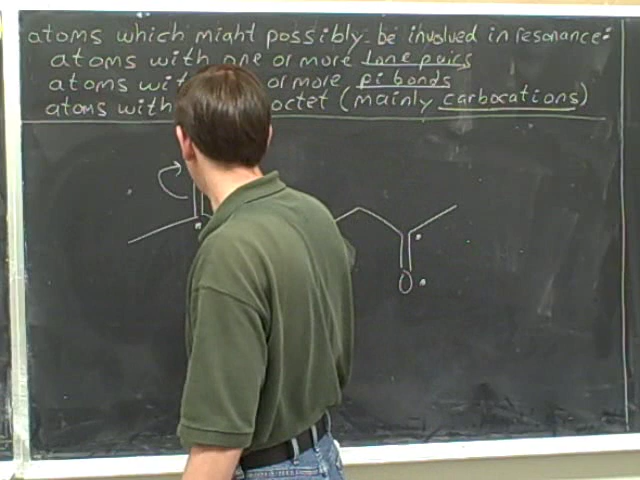 atoms which might possibly be involved in resonance:
atoms with one or more lone pairs
atoms wit or more pi bonds
atoms with octet (mainly carbocations)
O